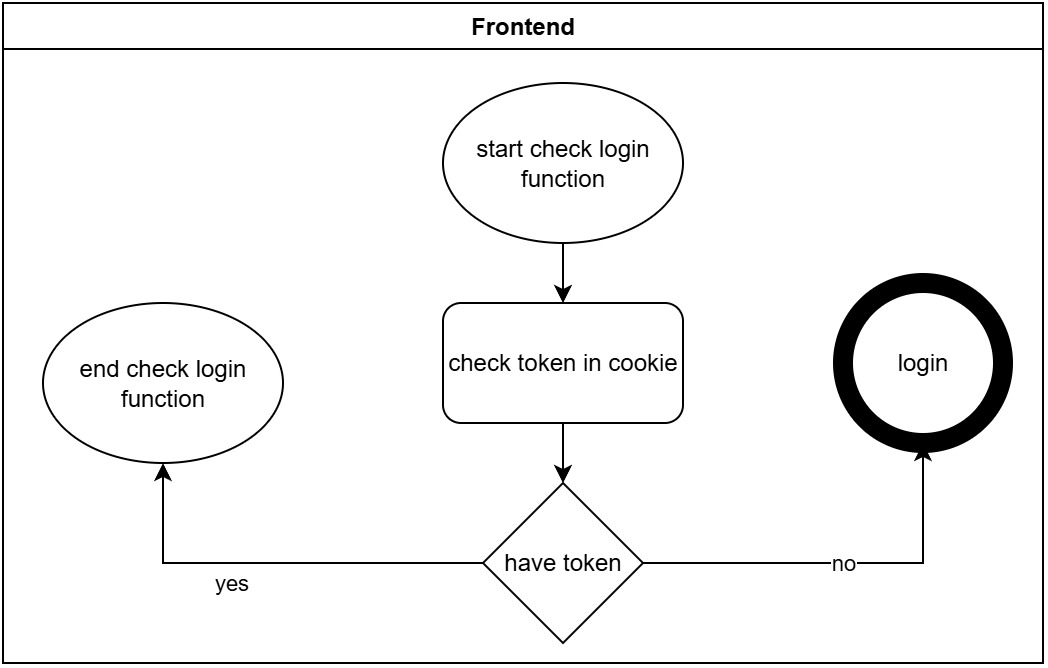 Frontend
start check login
function
end check login
function
check token in cookie
login
have token
yes
no